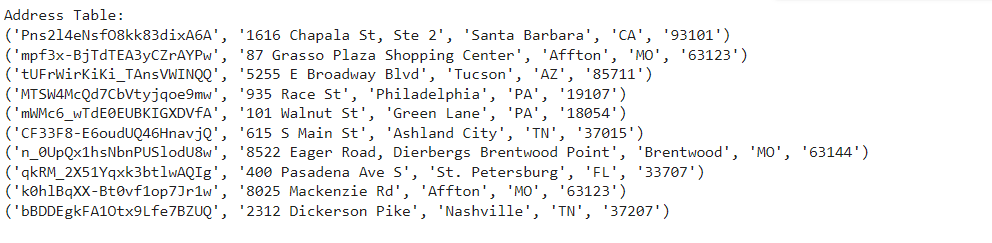 Address Table:
('Pns2l4eNsfO8kk83dixA6A', '1616 Chapala St, Ste 2', 'Santa Barbara', 'CA', '93101')
('mpf3x-BjTdTEA3yCZrAYPw', '87 Grasso Plaza Shopping Center', 'Affton', 'MO', '63123')
('tUFrWirKiKi_TAnsVWINQQ', '5255 E Broadway Blvd', 'Tucson', 'AZ', '85711')
('MTSW4McQd7CbVtyjqoe9mw', '935 Race St', 'Philadelphia', 'PA', '19107')
('mWMc6_wTdE0EUBKIGXDVfA', '101 Walnut St', 'Green Lane', 'PA', '18054')
('CF33F8-E6oudUQ46HnavjQ', '615 S Main St', 'Ashland City', 'TN', '37015')
('n_0UpQx1hsNbnPUSlodU8w', '8522 Eager Road, Dierbergs Brentwood Point', 'Brentwood', 'MO', '63144')
('qkRM_2X51Yqxk3btlwAQIg', '400 Pasadena Ave S', 'St. Petersburg', 'FL', '33707')
('k0hlBqXX-Bt0vf1op7Jr1w', '8025 Mackenzie Rd', 'Affton', 'MO', '63123')
('bBDDEgkFA1Otx9Lfe7BZUQ', '2312 Dickerson Pike', 'Nashville', 'TN', '37207')